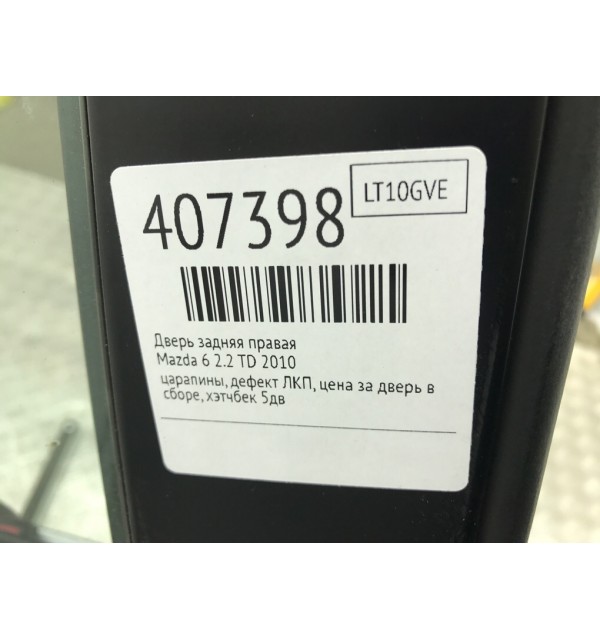 407398
LT10GVE
Дверь задняя правая
Mazda 6 2.2 TD 2010
царапины, дефект ЛКП, цена за дверь в
сборе, хэтчбек 5дв